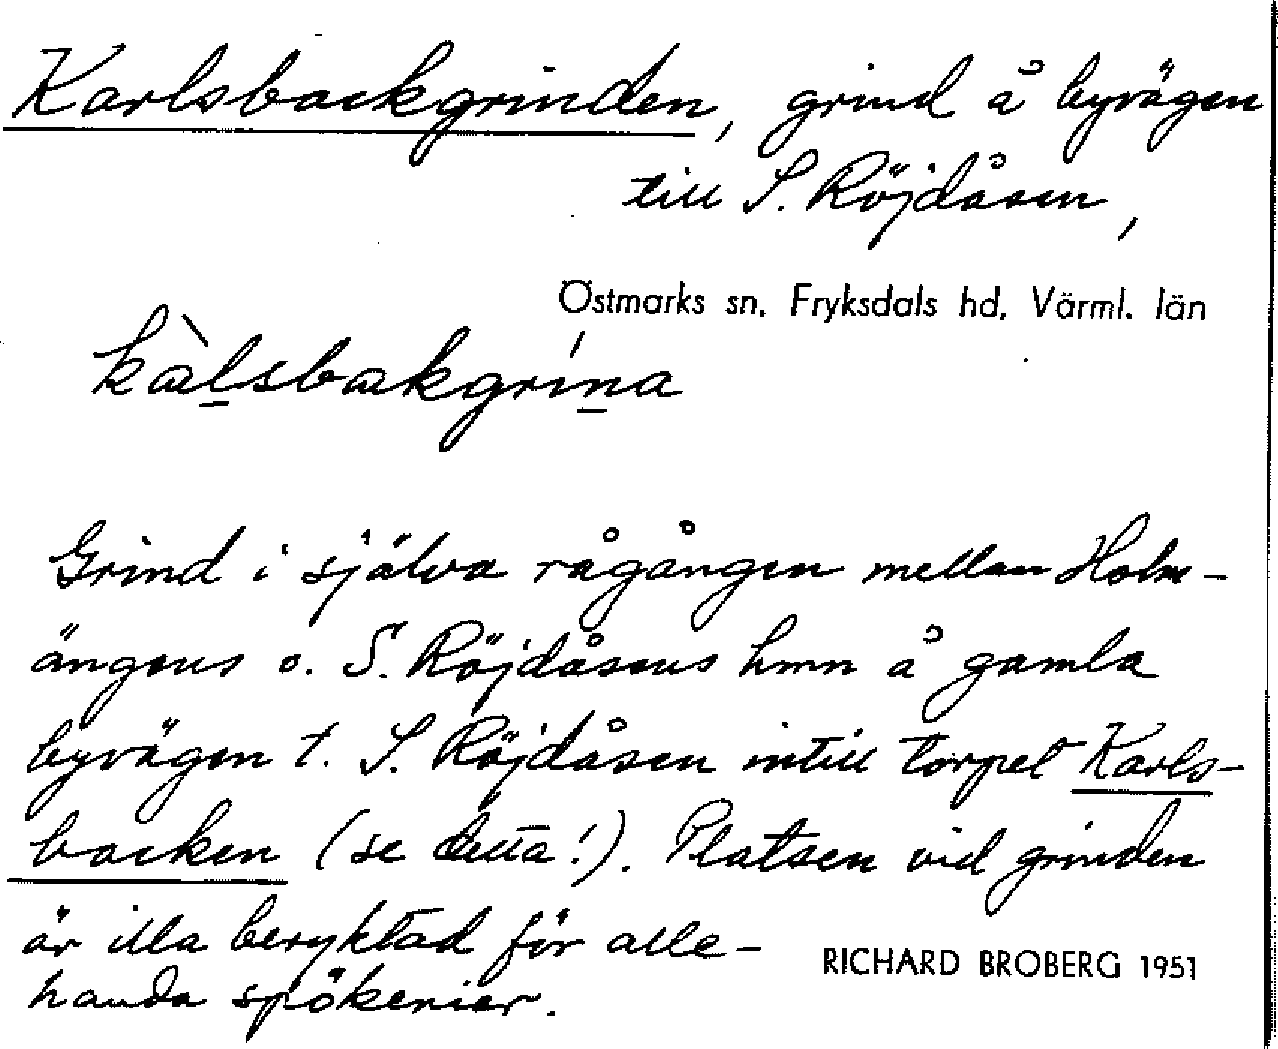 Karlsbackgrinden, grind å byvägen
till S. Röjdåsen,
Östmarks sn. Fryksdals hd, Värml. län
kàl̠sbakgrín̠a
Grind i själva rågången mellan Holm-
ängens o. S. Röjdåsens hmn å gamla
byvägen t. S. Röjdåsen intill torpet Karls-
backen (se detta!). Platsen vid grinden
är illa beryktad för alle-
handa spökerier.
RICHARD BROBERG 1951